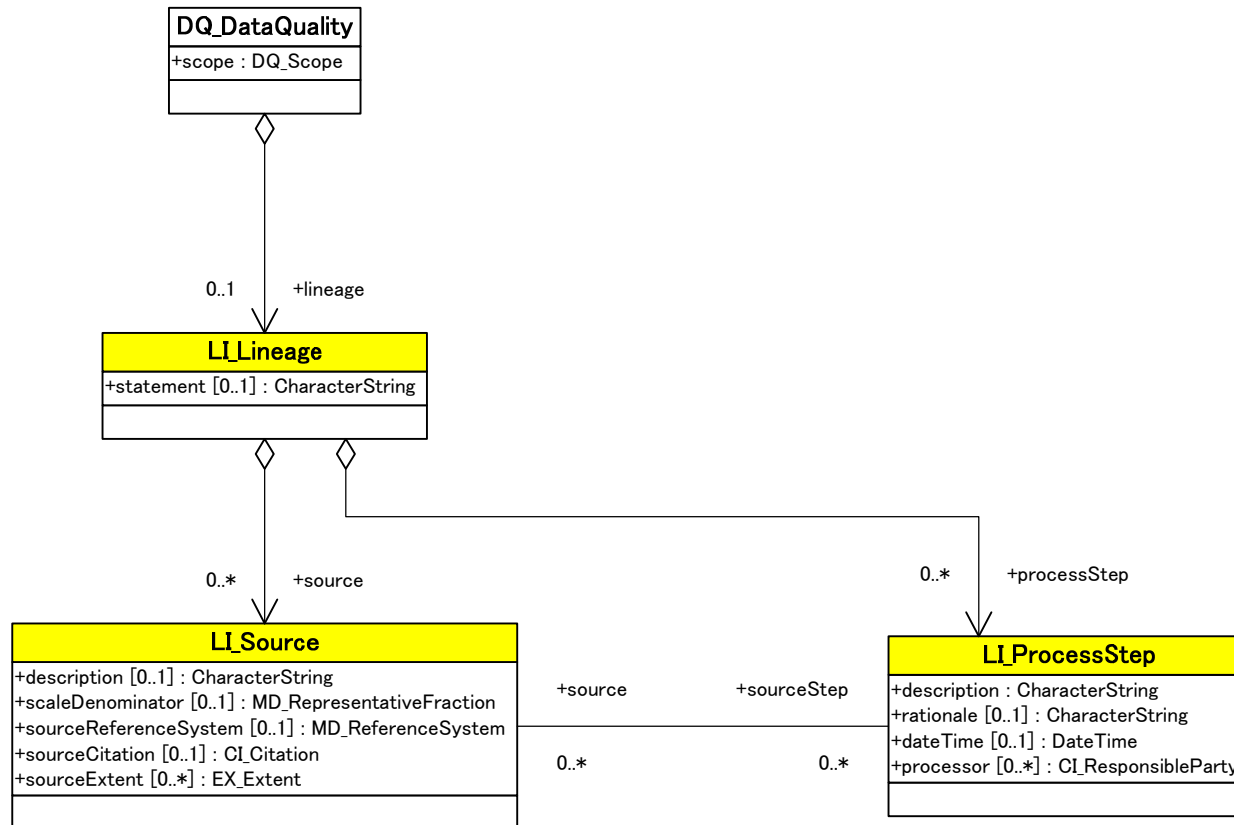 DQ_DataQuality
+scope : DQ_Scope
0..1 +lineage
LI_Lineage
+statement [0..1] : CharacterString
0..* +source
0..* +processStep
LI_Source
+description [0..1] : CharacterString
+scaleDenominator [0..1] : MD_RepresentativeFraction
+sourceReferenceSystem [0..1] : MD_ReferenceSystem
+sourceCitation [0..1] : CI_Citation
+sourceExtent [0..*] : EX_Extent
+source +sourceStep
0..* 0..*
LI_ProcessStep
+description : CharacterString
+rationale [0..1] : CharacterString
+dateTime [0..1] : DateTime
+processor [0..*] : CI_ResponsibleParty